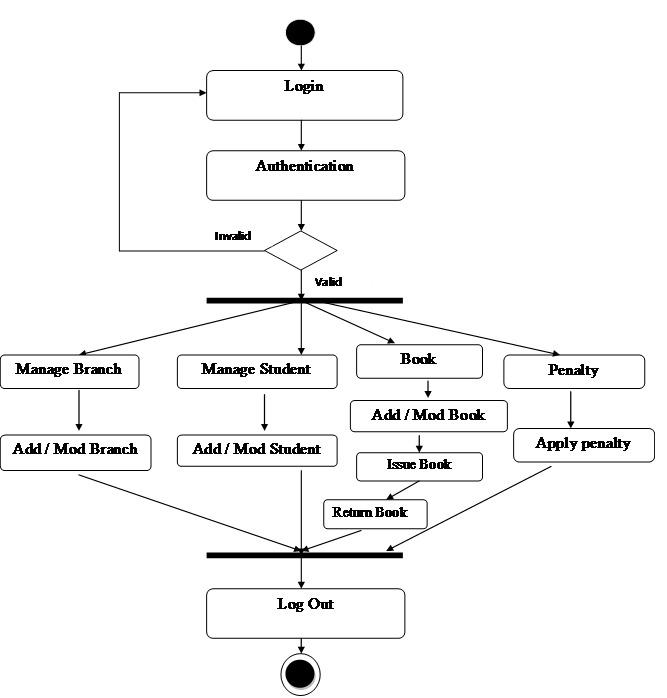 Login
Authentication
Invalid
Valid
Manage Branch
Manage Student
Book
Penalty
Add / Mod Book
Add / Mod Branch
Add / Mod Student
Apply penalty
Issue Book
Return Book
Log Out